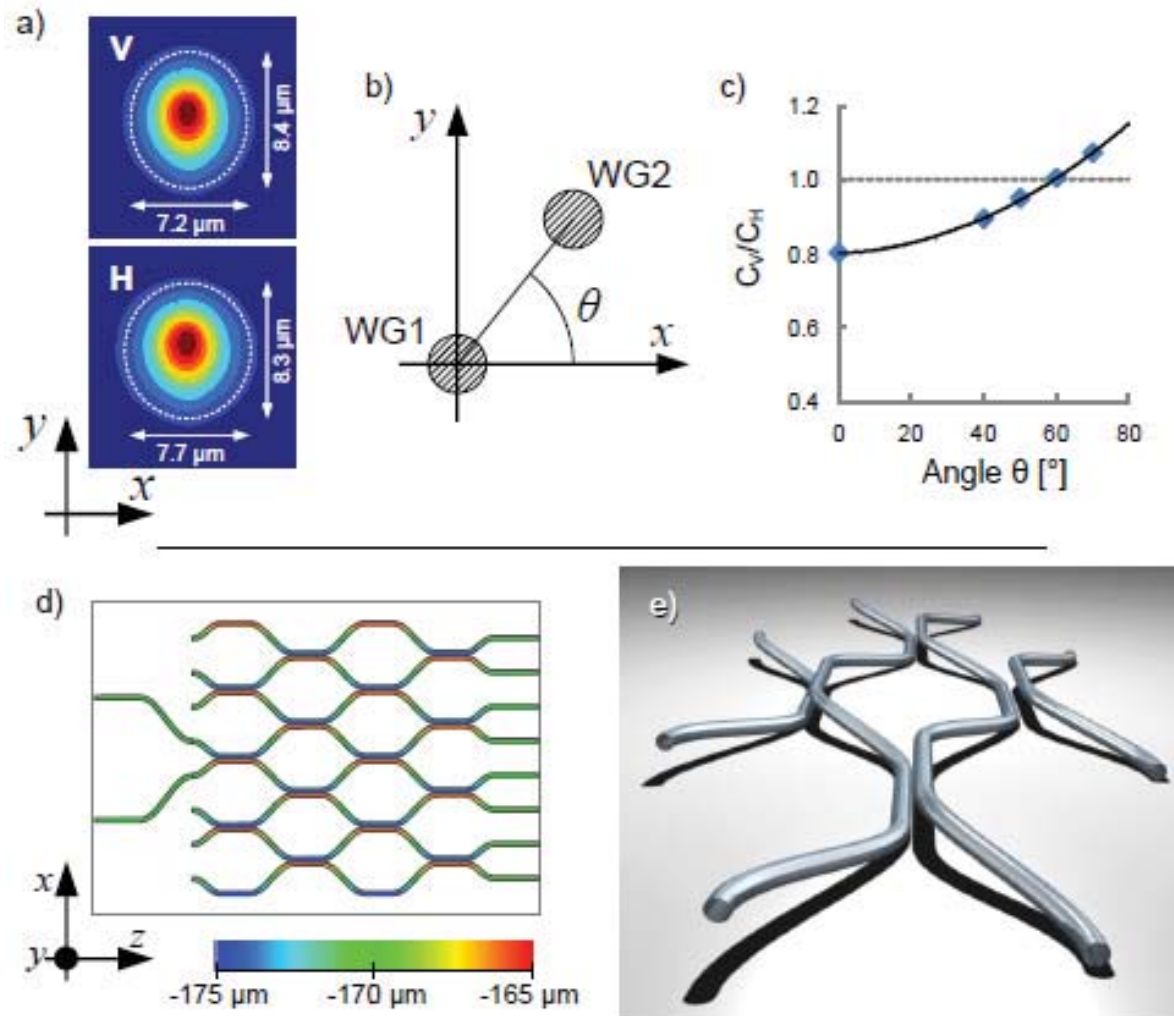 a)
V
8.4 µm
7.2 µm
H
8.3 µm
7.7 µm
y
x
b)
y
WG2
WG1
θ
x
c)
1.2
1.0
0.8
0.6
0.4
C_V/C_H
0 20 40 60 80
Angle θ [°]
d)
x
y
z
-175 µm -170 µm -165 µm
e)